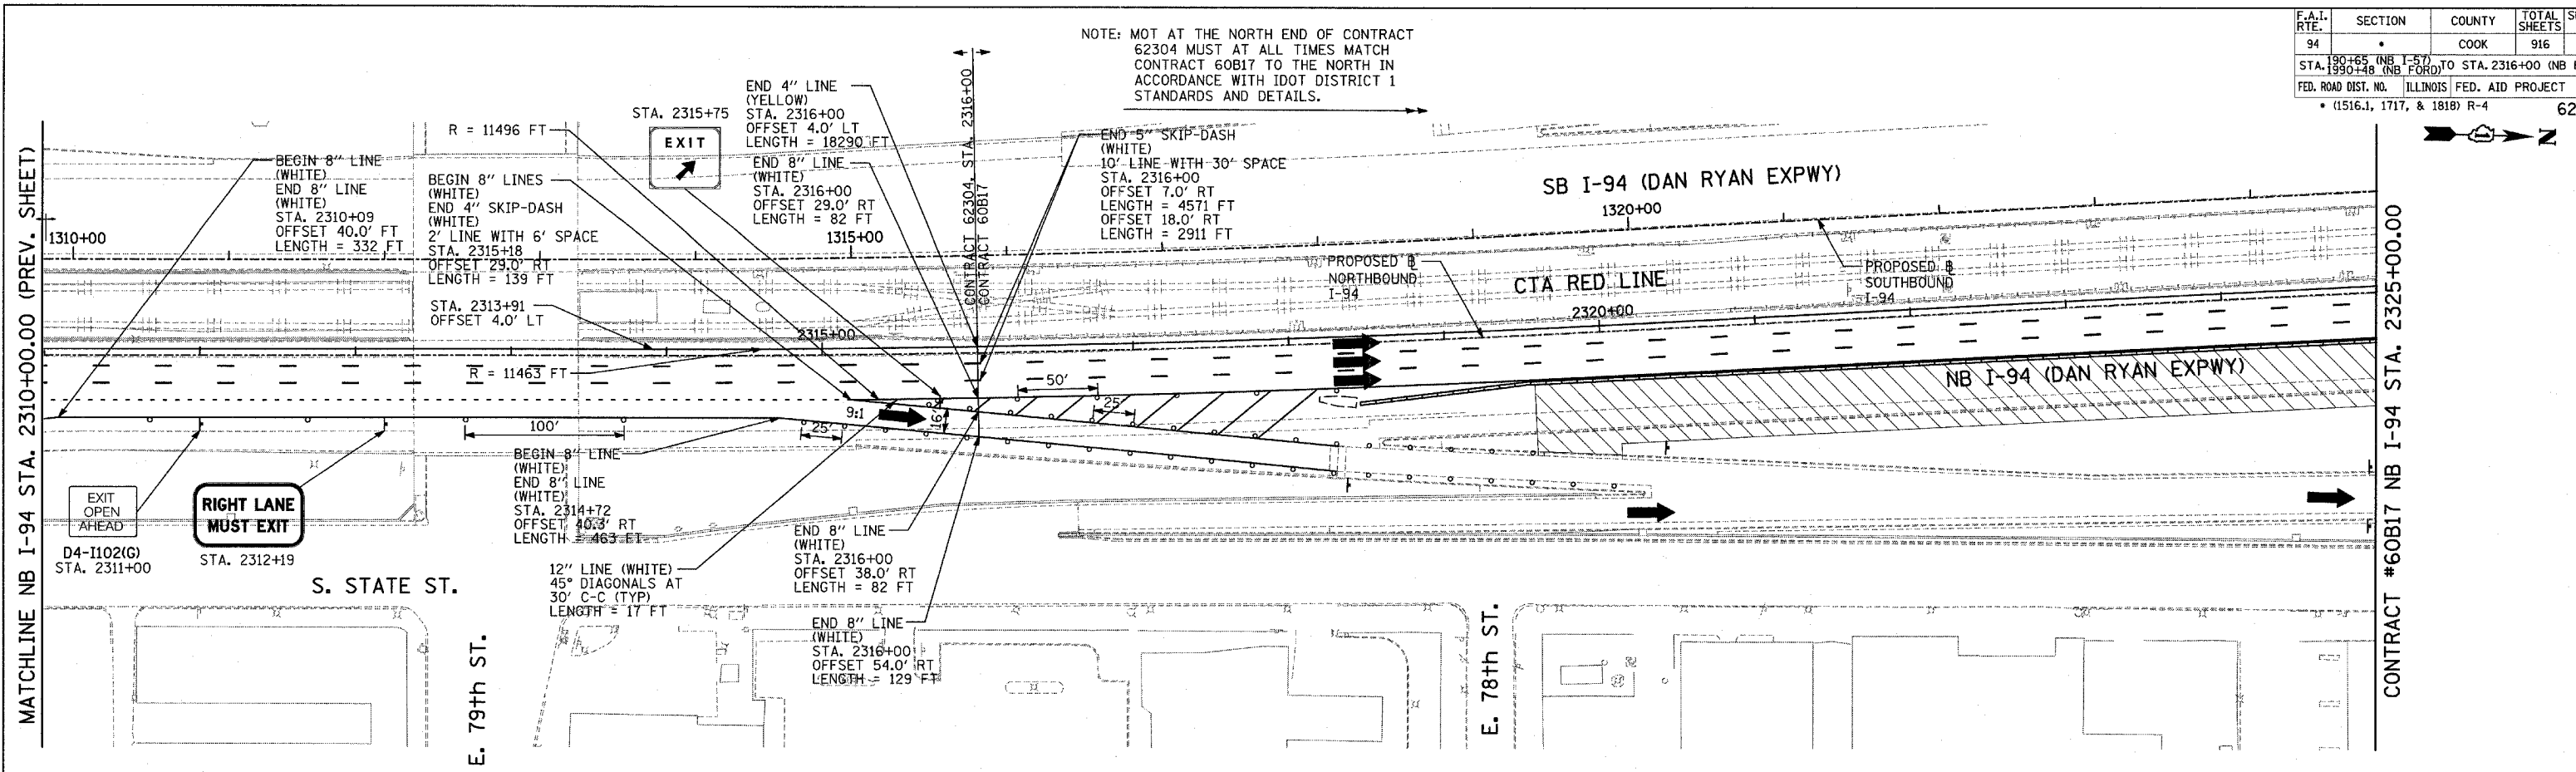 F.A.I. RTE. SECTION COUNTY TOTAL SHEETS
94 • COOK 916
STA. 190+65 (NB I-57) 1990+48 (NB FORD) TO STA. 2316+00 (NB
FED. ROAD DIST. NO. ILLINOIS FED. AID PROJECT
• (1516.1, 1717, & 1818) R-4 62
N
NOTE: MOT AT THE NORTH END OF CONTRACT
62304 MUST AT ALL TIMES MATCH
CONTRACT 60B17 TO THE NORTH IN
ACCORDANCE WITH IDOT DISTRICT 1
STANDARDS AND DETAILS.
MATCHLINE NB I-94 STA. 2310+00.00 (PREV. SHEET)
1310+00
BEGIN 8" LINE
(WHITE)
END 8" LINE
(WHITE)
STA. 2310+09
OFFSET 40.0' FT
LENGTH = 332 FT
R = 11496 FT
BEGIN 8" LINES
(WHITE)
END 4" SKIP-DASH
(WHITE)
2' LINE WITH 6' SPACE
STA. 2315+18
OFFSET 29.0' RT
LENGTH = 139 FT
STA. 2313+91
OFFSET 4.0' LT
R = 11463 FT
STA. 2315+75
EXIT
END 4" LINE
(YELLOW)
STA. 2316+00
OFFSET 4.0' LT
LENGTH = 18290 FT
END 8" LINE
(WHITE)
STA. 2316+00
OFFSET 29.0' RT
LENGTH = 82 FT
1315+00
2315+00
CONTRACT 62304, STA. 2316+00
CONTRACT 60B17
END 5" SKIP-DASH
(WHITE)
10' LINE WITH 30' SPACE
STA. 2316+00
OFFSET 7.0' RT
LENGTH = 4571 FT
OFFSET 18.0' RT
LENGTH = 2911 FT
SB I-94 (DAN RYAN EXPWY)
1320+00
PROPOSED ℄
NORTHBOUND
I-94
CTA RED LINE
2320+00
PROPOSED ℄
SOUTHBOUND
I-94
NB I-94 (DAN RYAN EXPWY)
50'
25'
9:1
16'
25'
100'
EXIT
OPEN
AHEAD
D4-I102(G)
STA. 2311+00
RIGHT LANE
MUST EXIT
STA. 2312+19
BEGIN 8" LINE
(WHITE)
END 8" LINE
(WHITE)
STA. 2314+72
OFFSET 40.3' RT
LENGTH = 463 FT
12" LINE (WHITE)
45° DIAGONALS AT
30' C-C (TYP)
LENGTH = 17 FT
END 8" LINE
(WHITE)
STA. 2316+00
OFFSET 38.0' RT
LENGTH = 82 FT
END 8" LINE
(WHITE)
STA. 2316+00
OFFSET 54.0' RT
LENGTH = 129 FT
S. STATE ST.
E. 79th ST.
E. 78th ST.
CONTRACT #60B17 NB I-94 STA. 2325+00.00